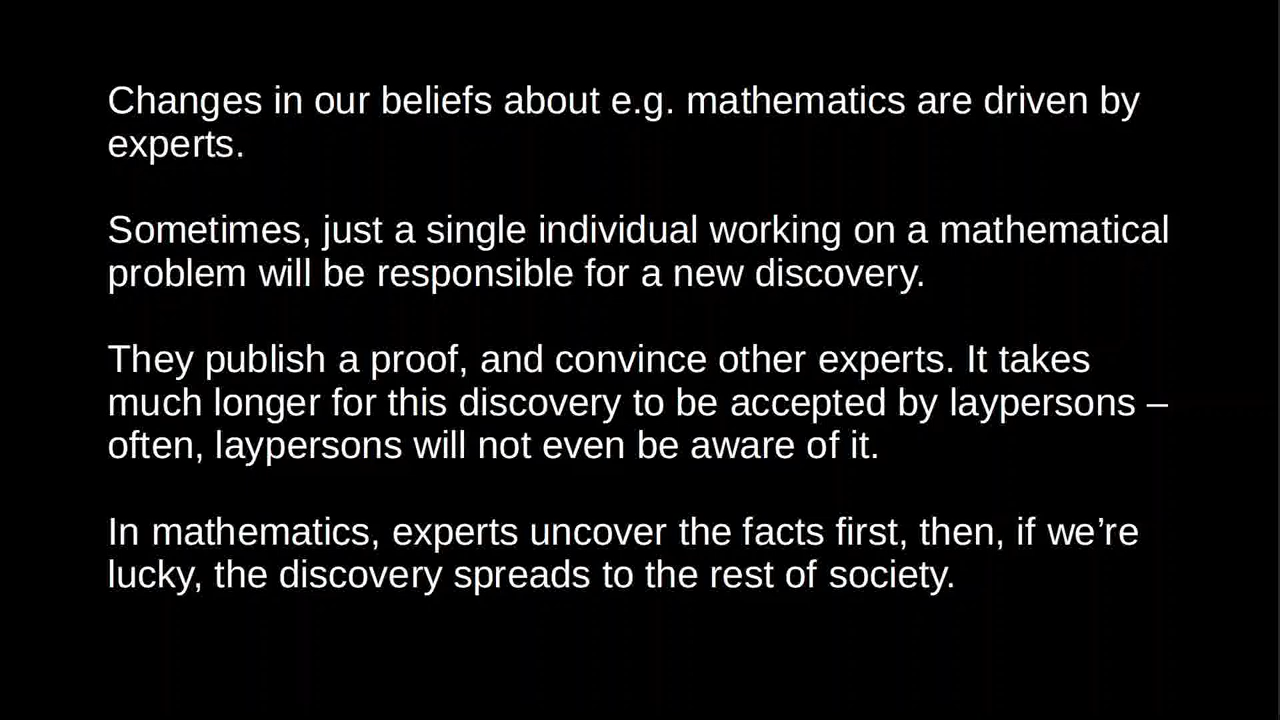 Changes in our beliefs about e.g. mathematics are driven by
experts.
Sometimes, just a single individual working on a mathematical
problem will be responsible for a new discovery.
They publish a proof, and convince other experts. It takes
much longer for this discovery to be accepted by laypersons –
often, laypersons will not even be aware of it.
In mathematics, experts uncover the facts first, then, if we’re
lucky, the discovery spreads to the rest of society.